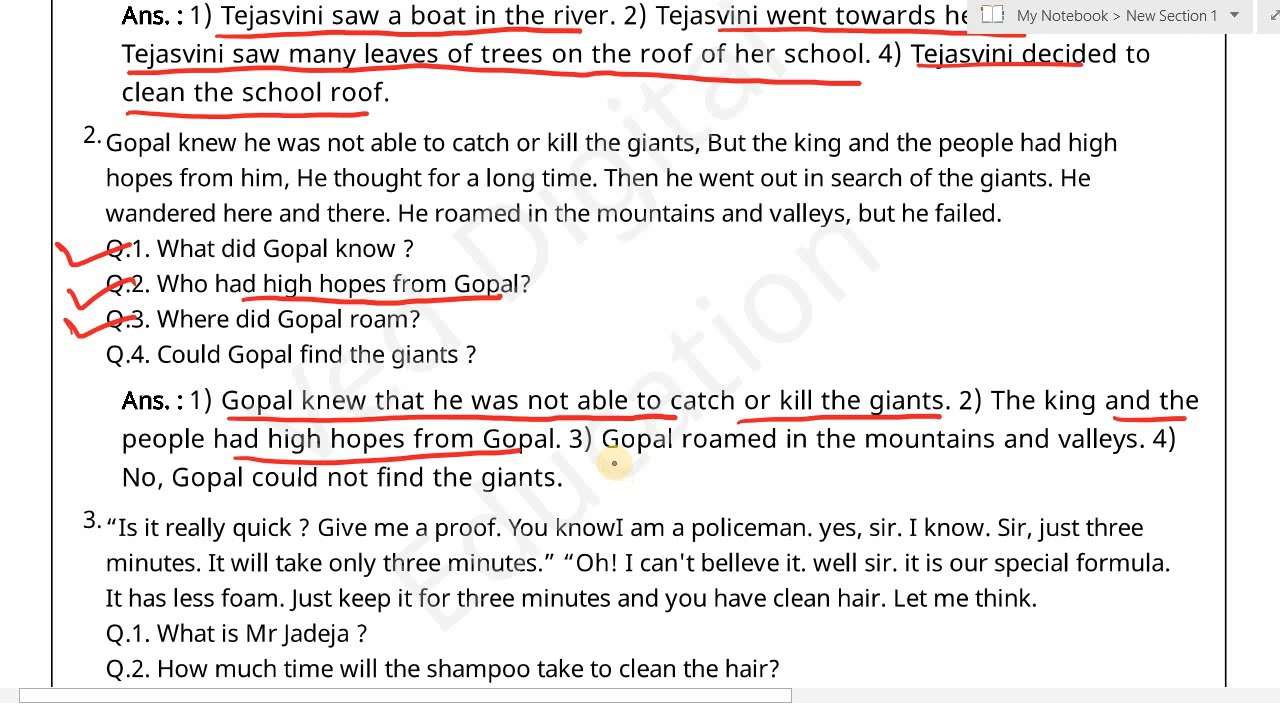 Ans. : 1) Tejasvini saw a boat in the river. 2) Tejasvini went towards
My Notebook > New Section 1
Tejasvini saw many leaves of trees on the roof of her school. 4) Tejasvini decided to
clean the school roof.
2. Gopal knew he was not able to catch or kill the giants, But the king and the people had high
hopes from him, He thought for a long time. Then he went out in search of the giants. He
wandered here and there. He roamed in the mountains and valleys, but he failed.
Q.1. What did Gopal know ?
Q.2. Who had high hopes from Gopal?
Q.3. Where did Gopal roam?
Q.4. Could Gopal find the giants ?
Ans. : 1) Gopal knew that he was not able to catch or kill the giants. 2) The king and the
people had high hopes from Gopal. 3) Gopal roamed in the mountains and valleys. 4)
No, Gopal could not find the giants.
3. “Is it really quick ? Give me a proof. You knowI am a policeman. yes, sir. I know. Sir, just three
minutes. It will take only three minutes.” “Oh! I can't belleve it. well sir. it is our special formula.
It has less foam. Just keep it for three minutes and you have clean hair. Let me think.
Q.1. What is Mr Jadeja ?
Q.2. How much time will the shampoo take to clean the hair?
Ved Digital
Education